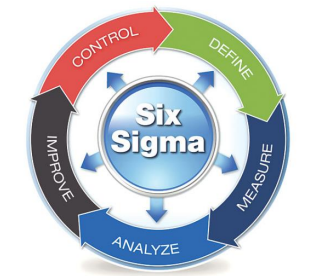 CONTROL
DEFINE
Six
Sigma
IMPROVE
MEASURE
ANALYZE